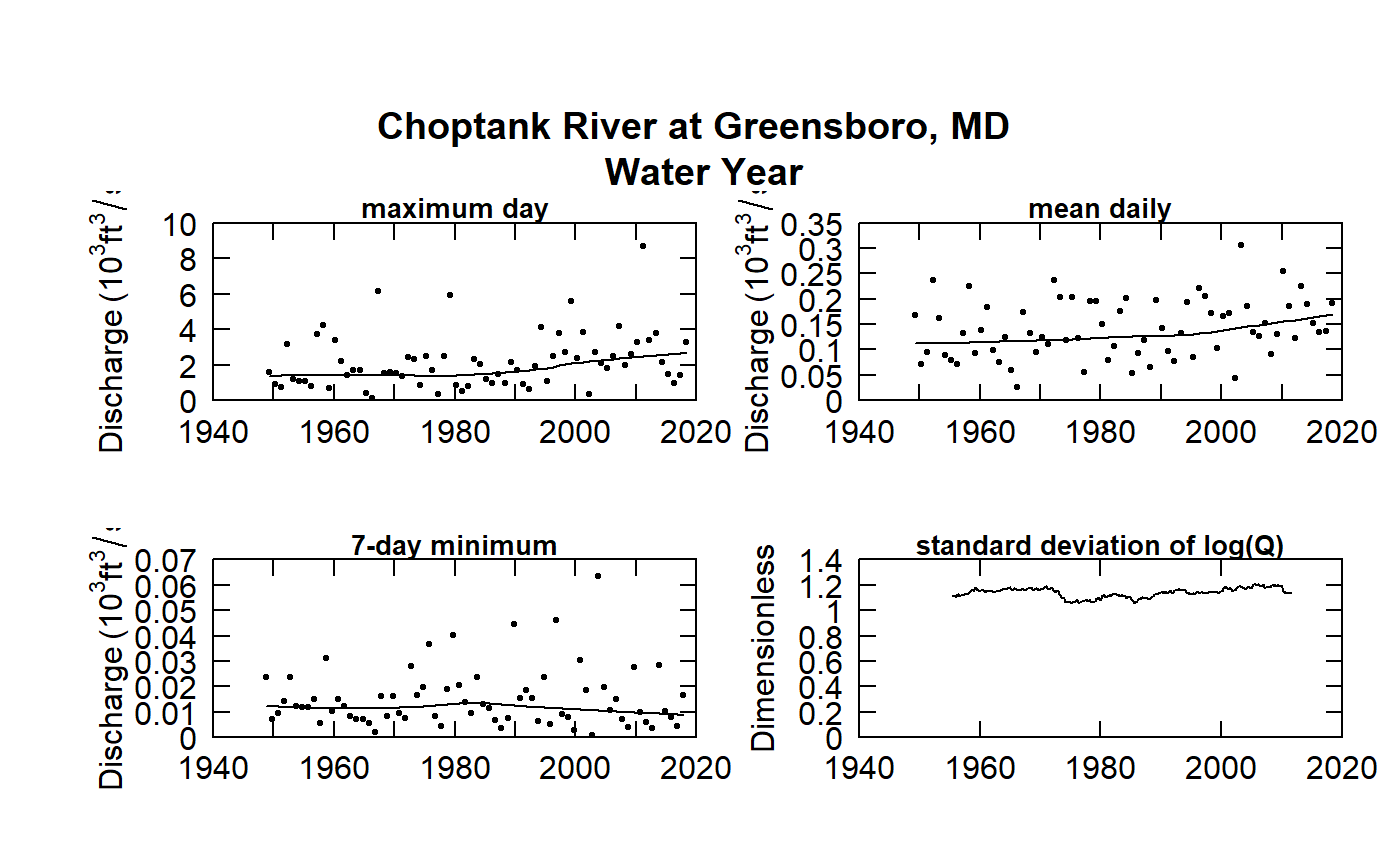 Choptank River at Greensboro, MD
Water Year
maximum day
Discharge (10³ft³/
10
8
6
4
2
0
1940 1960 1980 2000 2020
mean daily
Discharge (10³ft³/
0.35
0.3
0.25
0.2
0.15
0.1
0.05
0
1940 1960 1980 2000 2020
7-day minimum
Discharge (10³ft³/
0.07
0.06
0.05
0.04
0.03
0.02
0.01
0
1940 1960 1980 2000 2020
standard deviation of log(Q)
Dimensionless
1.4
1.2
1
0.8
0.6
0.4
0.2
0
1940 1960 1980 2000 2020